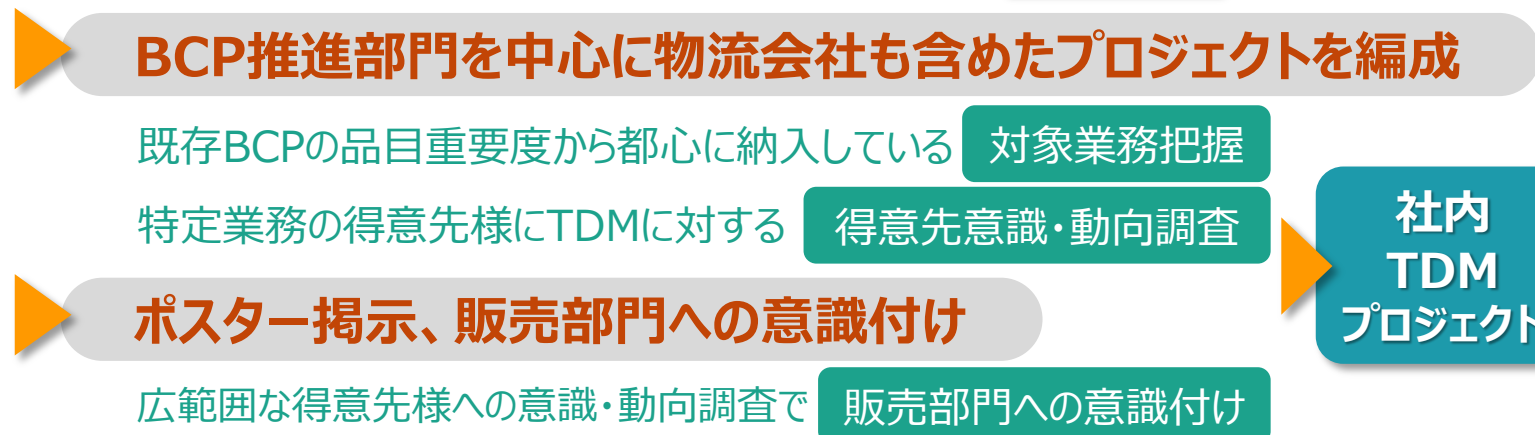 BCP推進部門を中心に物流会社も含めたプロジェクトを編成
既存BCPの品目重要度から都心に納入している 対象業務把握
特定業務の得意先様にTDMに対する 得意先意識・動向調査
ポスター掲示、販売部門への意識付け
広範囲な得意先様への意識・動向調査で 販売部門への意識付け
社内
TDM
プロジェクト